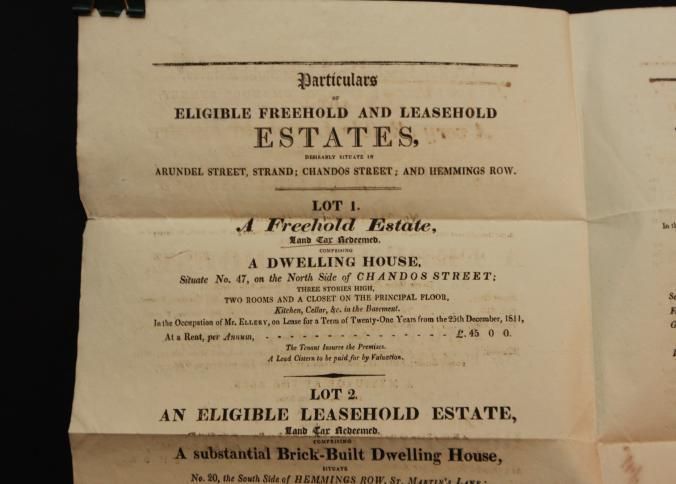 Particulars
OF
ELIGIBLE FREEHOLD AND LEASEHOLD
ESTATES,
DESIRABLY SITUATE IN
ARUNDEL STREET, STRAND; CHANDOS STREET; AND HEMMINGS ROW.
LOT 1.
A Freehold Estate,
Land Tax Redeemed.
COMPRISING
A DWELLING HOUSE,
Situate No. 47, on the North Side of CHANDOS STREET;
THREE STORIES HIGH,
TWO ROOMS AND A CLOSET ON THE PRINCIPAL FLOOR,
Kitchen, Cellar, &c. in the Basement.
In the Occupation of Mr. ELLERY, on Lease for a Term of Twenty-One Years from the 25th December, 1811,
At a Rent, per Annum, - - - - - - - - - - - - - - £. 45 0 0.
The Tenant Insures the Premises.
A Lead Cistern to be paid for by Valuation.
LOT 2.
AN ELIGIBLE LEASEHOLD ESTATE,
Land Tax Redeemed.
COMPRISING
A substantial Brick-Built Dwelling House,
SITUATE
No. 20, the South Side of HEMMINGS ROW, ST. MARTIN'S LANE;